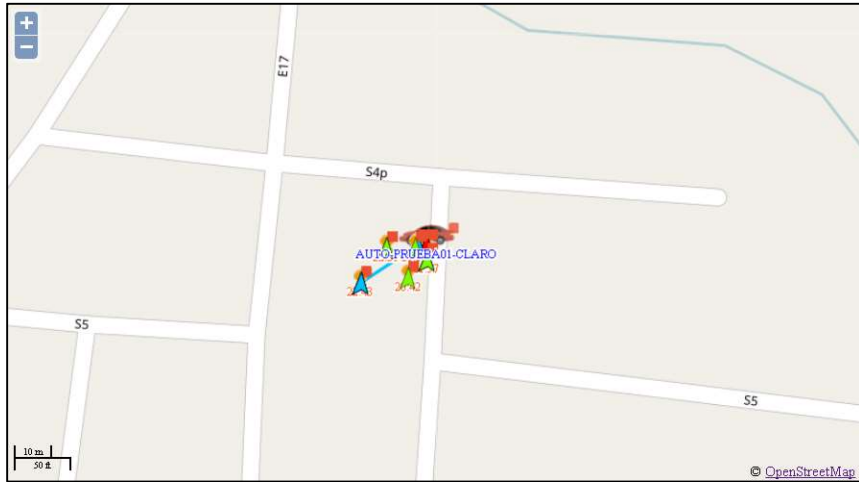 +
−
E17
S4p
AUTO-PRUEBA01-CLARO
S5
S5
10 m
50 ft
© OpenStreetMap